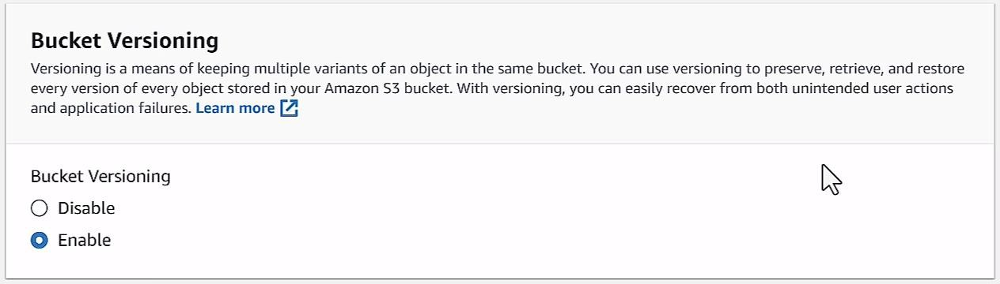 Bucket Versioning
Versioning is a means of keeping multiple variants of an object in the same bucket. You can use versioning to preserve, retrieve, and restore
every version of every object stored in your Amazon S3 bucket. With versioning, you can easily recover from both unintended user actions
and application failures. Learn more
Bucket Versioning
Disable
Enable